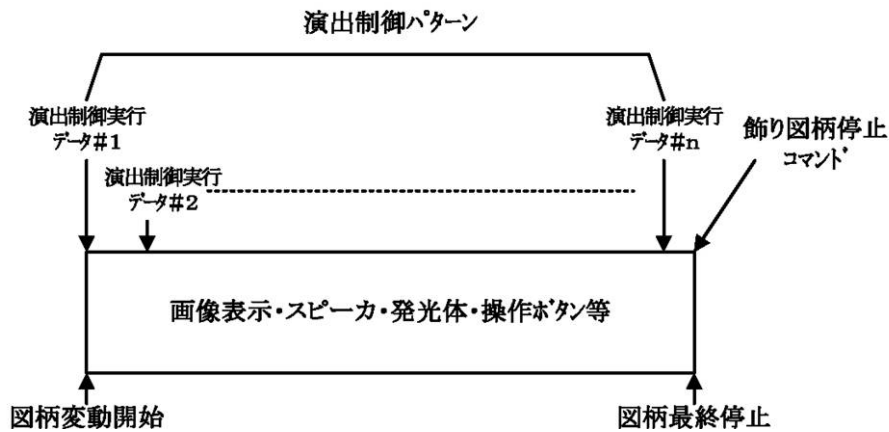 演出制御パターン
演出制御実行
データ#1
演出制御実行
データ#n
飾り図柄停止
コマンド
演出制御実行
データ#2
画像表示・スピーカ・発光体・操作ボタン等
図柄変動開始
図柄最終停止